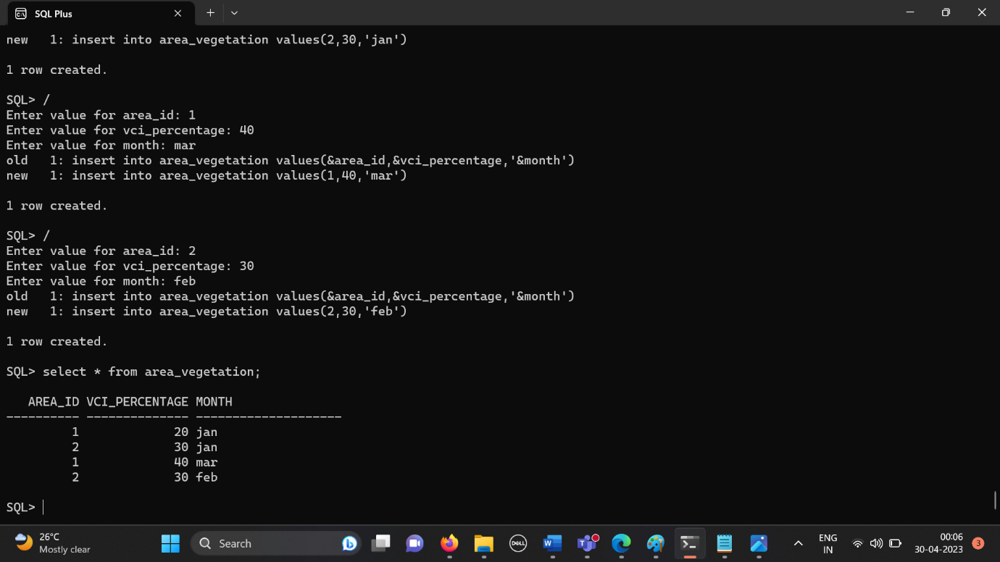 SQL Plus
new   1: insert into area_vegetation values(2,30,'jan')
1 row created.
SQL> /
Enter value for area_id: 1
Enter value for vci_percentage: 40
Enter value for month: mar
old   1: insert into area_vegetation values(&area_id,&vci_percentage,'&month')
new   1: insert into area_vegetation values(1,40,'mar')
1 row created.
SQL> /
Enter value for area_id: 2
Enter value for vci_percentage: 30
Enter value for month: feb
old   1: insert into area_vegetation values(&area_id,&vci_percentage,'&month')
new   1: insert into area_vegetation values(2,30,'feb')
1 row created.
SQL> select * from area_vegetation;
   AREA_ID VCI_PERCENTAGE MONTH
---------- -------------- --------------------
         1             20 jan
         2             30 jan
         1             40 mar
         2             30 feb
SQL>
26°C
Mostly clear
Search
DELL
ENG
IN
00:06
30-04-2023
3